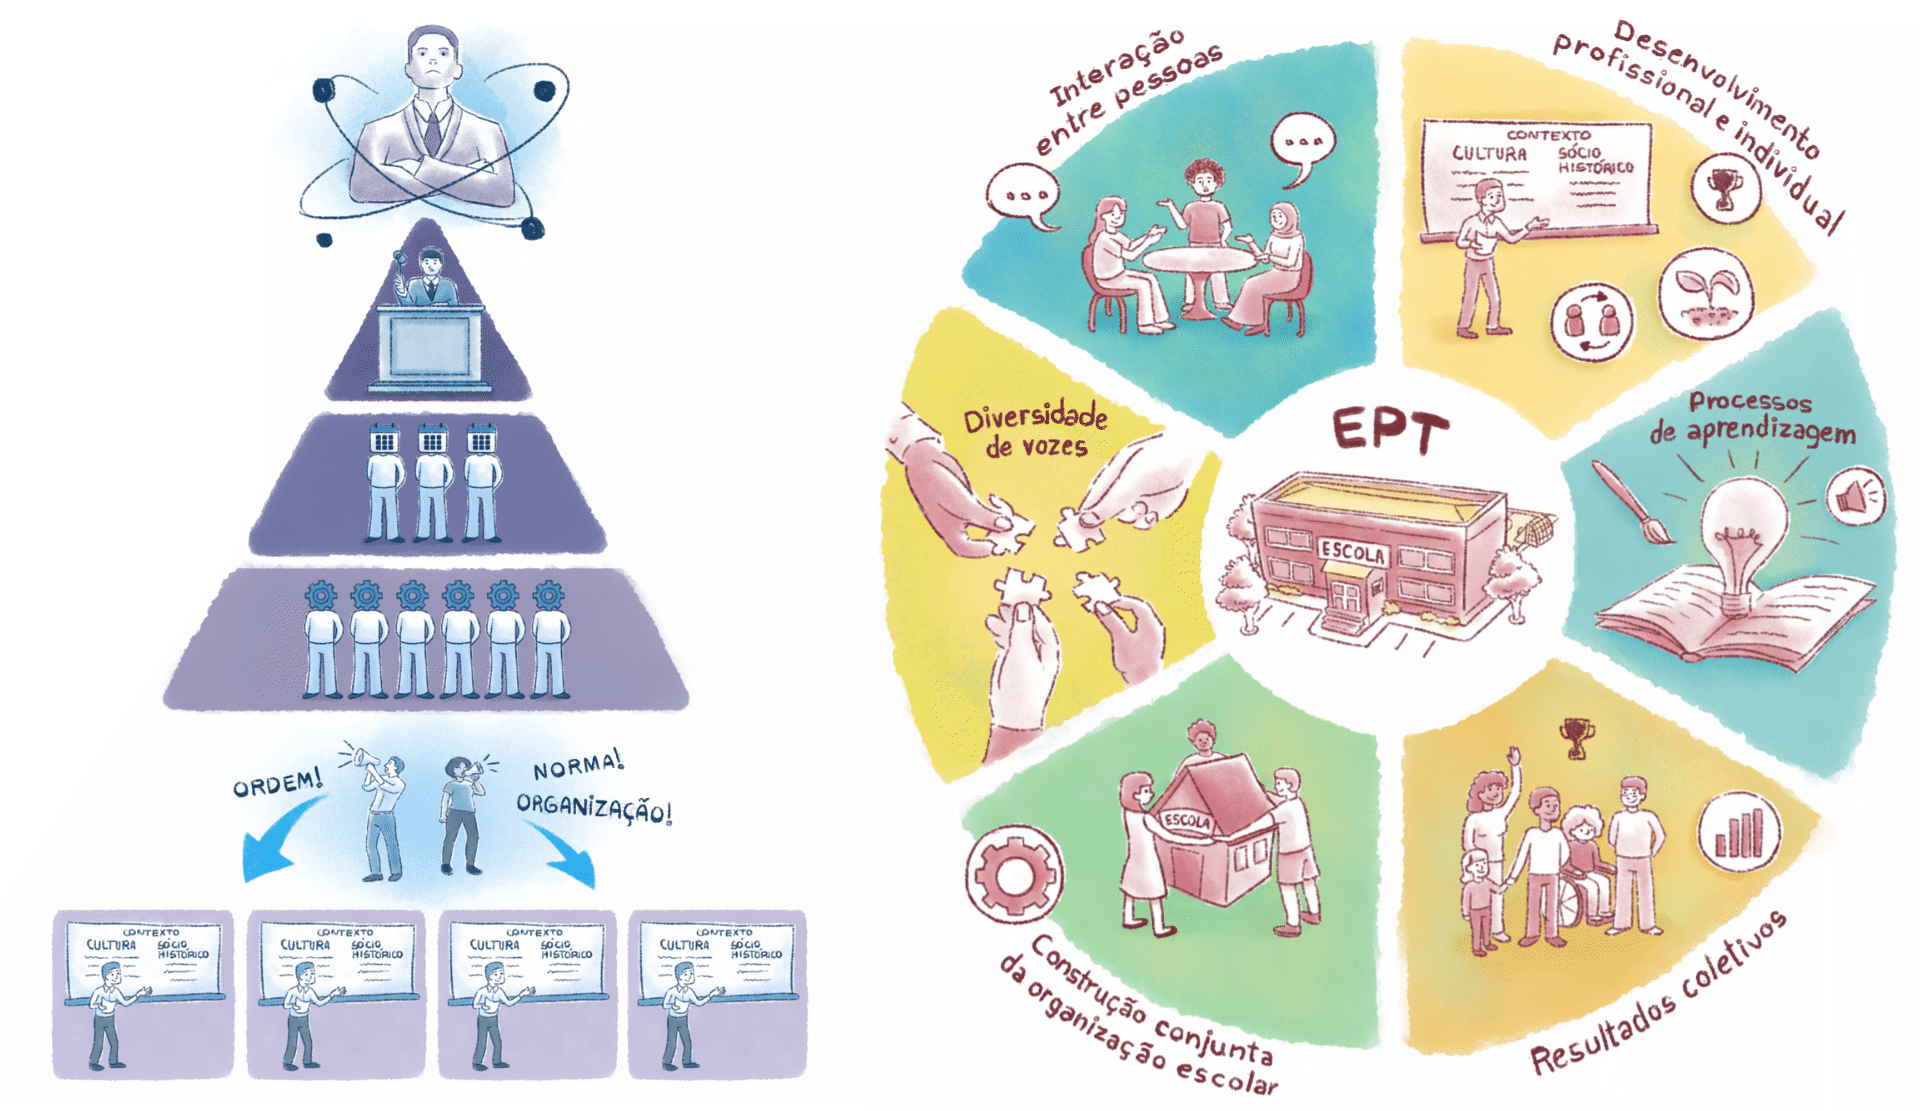 ORDEM!
NORMA!
ORGANIZAÇÃO!
CONTEXTO
CULTURA
SÓCIO
HISTÓRICO
CONTEXTO
CULTURA
SÓCIO
HISTÓRICO
CONTEXTO
CULTURA
SÓCIO
HISTÓRICO
CONTEXTO
CULTURA
SÓCIO
HISTÓRICO
Interação
entre pessoas
Desenvolvimento
profissional e individual
CONTEXTO
CULTURA
SÓCIO
HISTÓRICO
Diversidade
de vozes
EPT
ESCOLA
Processos
de aprendizagem
ESCOLA
Construção conjunta
da organização escolar
Resultados coletivos